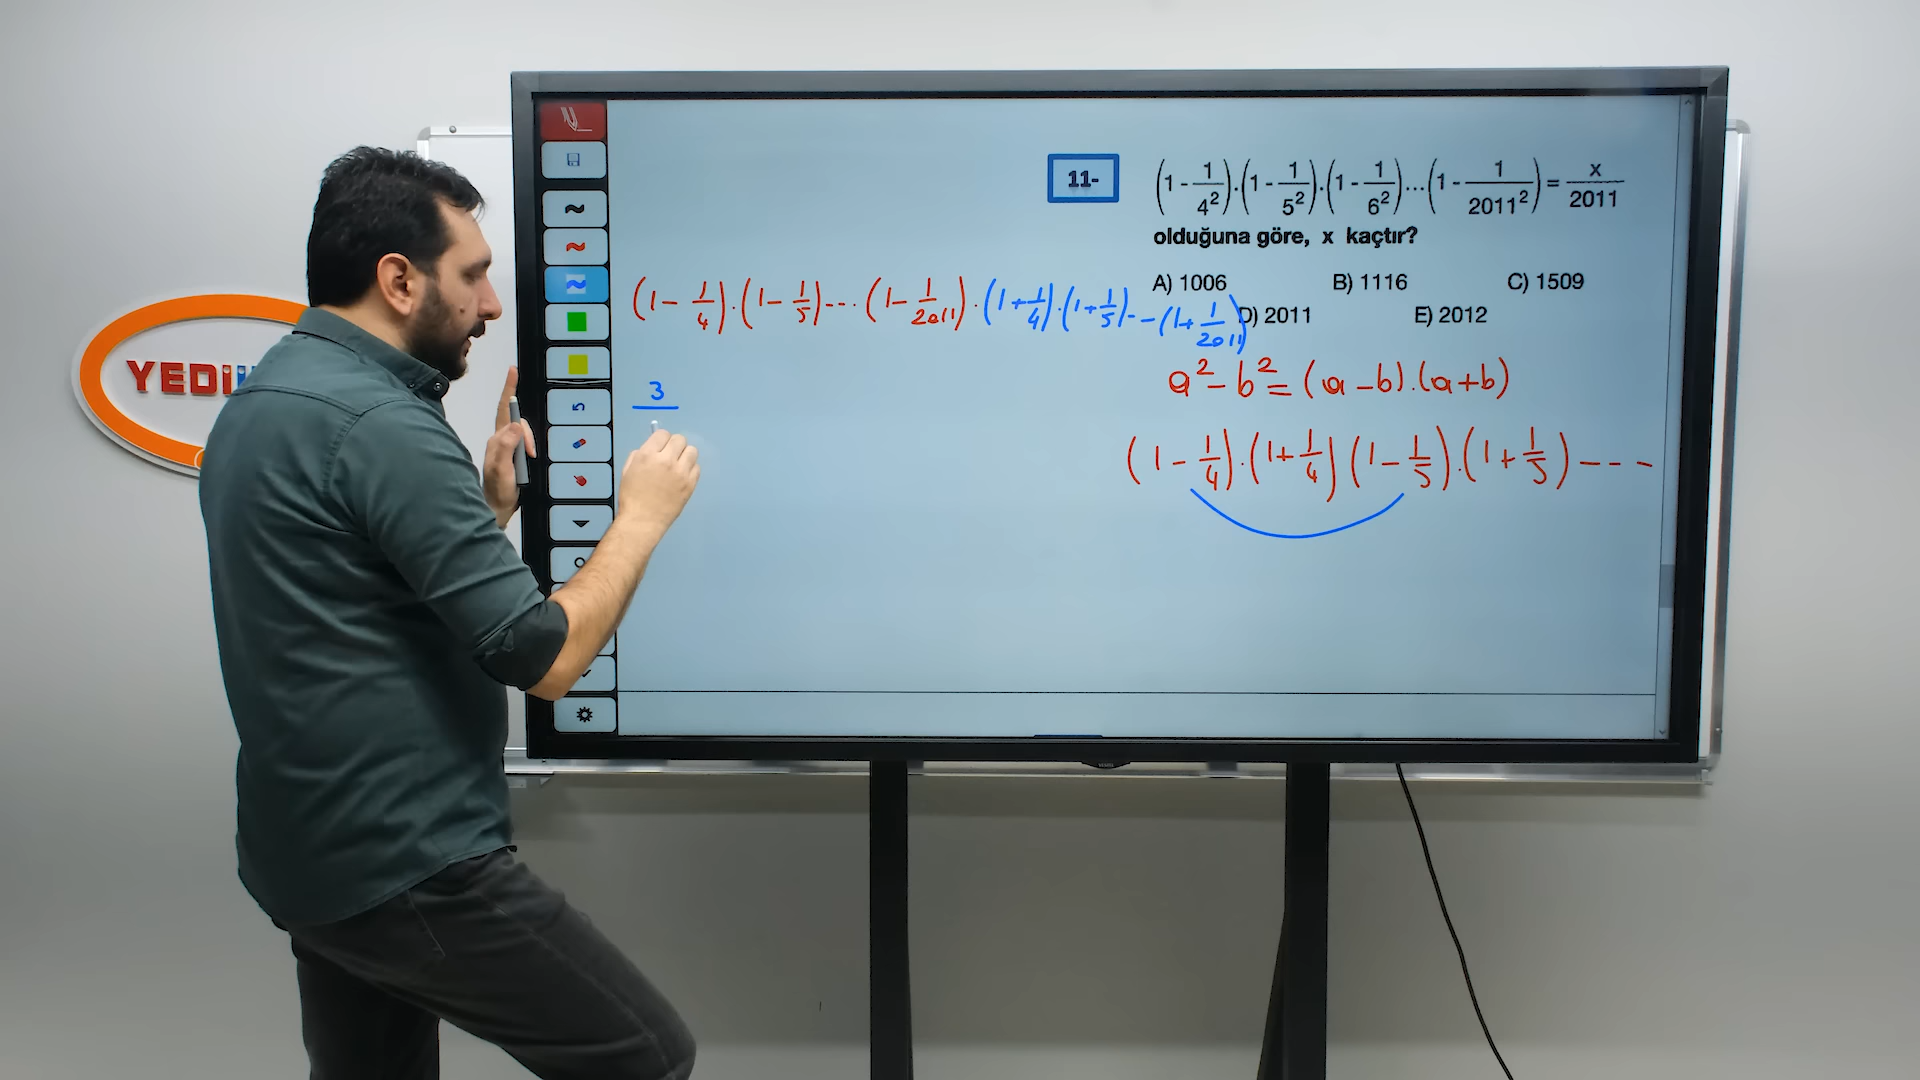 11-
(1 - 1/4²).(1 - 1/5²).(1 - 1/6²)...(1 - 1/2011²) = x/2011
olduğuna göre, x kaçtır?
A) 1006 B) 1116 C) 1509
D) 2011 E) 2012
(1 - 1/4).(1 - 1/5)--.(1 - 1/2011).(1 + 1/4).(1 + 1/5)--(1 + 1/2011)
a² - b² = (a - b).(a + b)
3
(1 - 1/4).(1 + 1/4)(1 - 1/5).(1 + 1/5)---